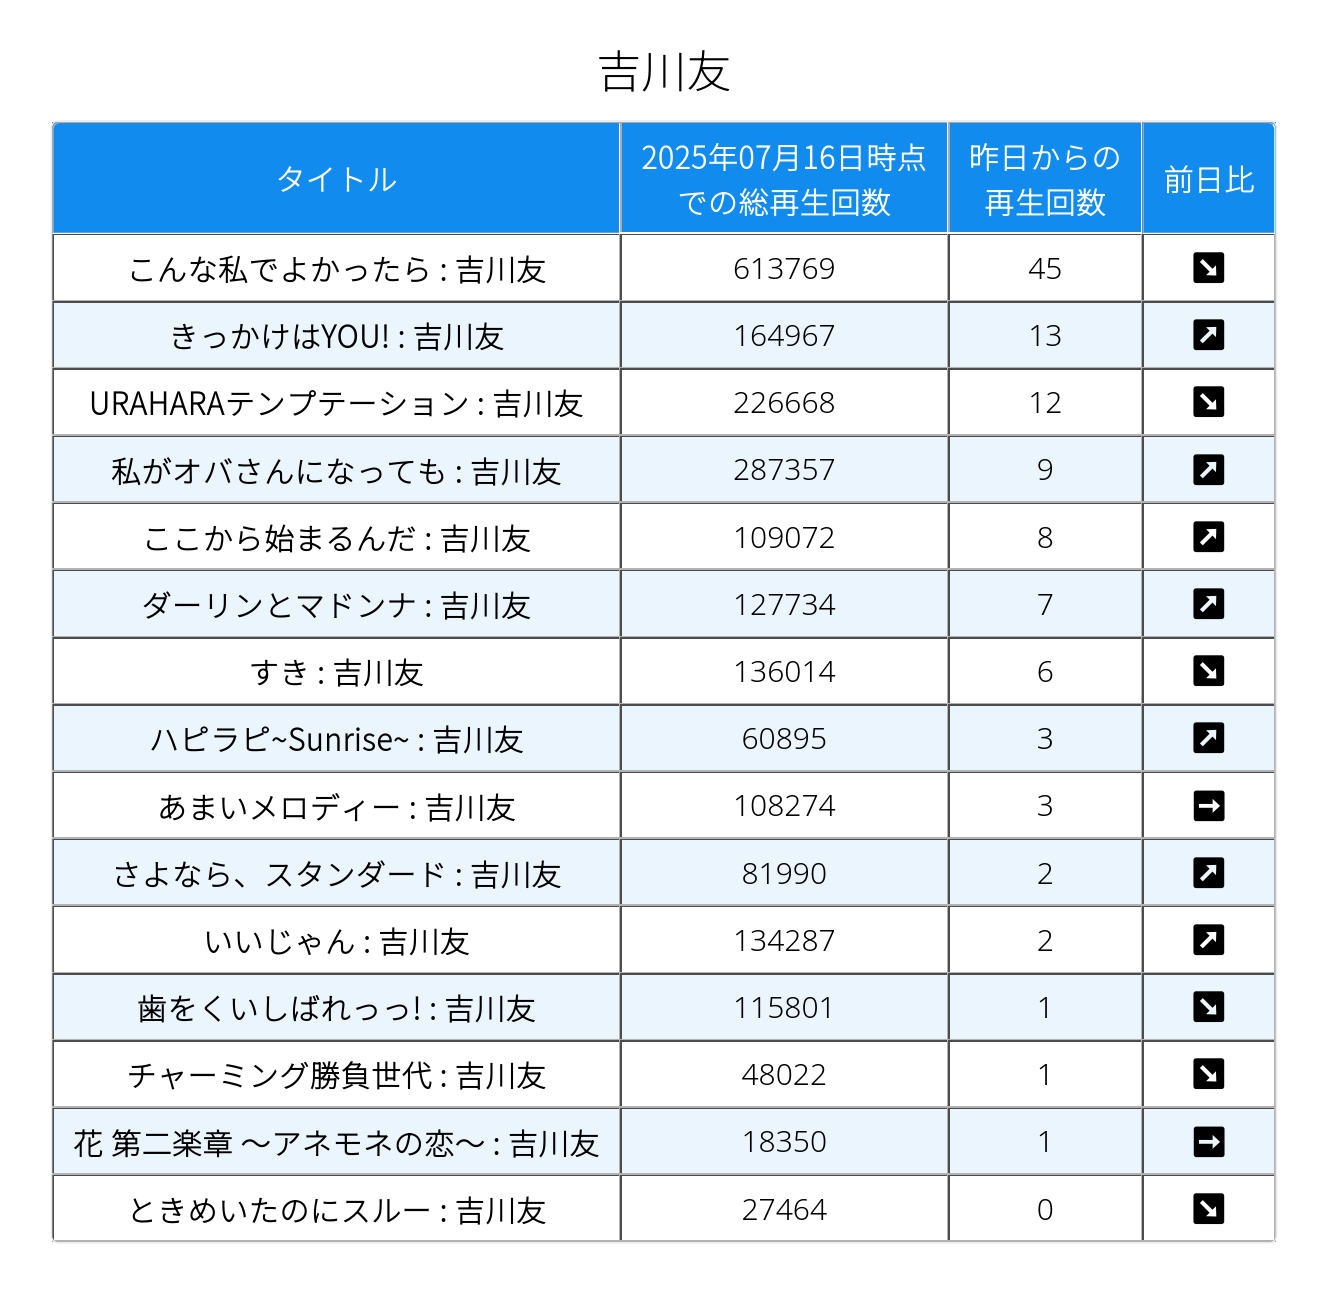 吉川友
タイトル 2025年07月16日時点での総再生回数 昨日からの再生回数 前日比
こんな私でよかったら : 吉川友 613769 45 ↘
きっかけはYOU! : 吉川友 164967 13 ↗
URAHARAテンプテーション : 吉川友 226668 12 ↘
私がオバさんになっても : 吉川友 287357 9 ↗
ここから始まるんだ : 吉川友 109072 8 ↗
ダーリンとマドンナ : 吉川友 127734 7 ↗
すき : 吉川友 136014 6 ↘
ハピラピ~Sunrise~ : 吉川友 60895 3 ↗
あまいメロディー : 吉川友 108274 3 →
さよなら、スタンダード : 吉川友 81990 2 ↗
いいじゃん : 吉川友 134287 2 ↗
歯をくいしばれっっ! : 吉川友 115801 1 ↘
チャーミング勝負世代 : 吉川友 48022 1 ↘
花 第二楽章 〜アネモネの恋〜 : 吉川友 18350 1 →
ときめいたのにスルー : 吉川友 27464 0 ↘